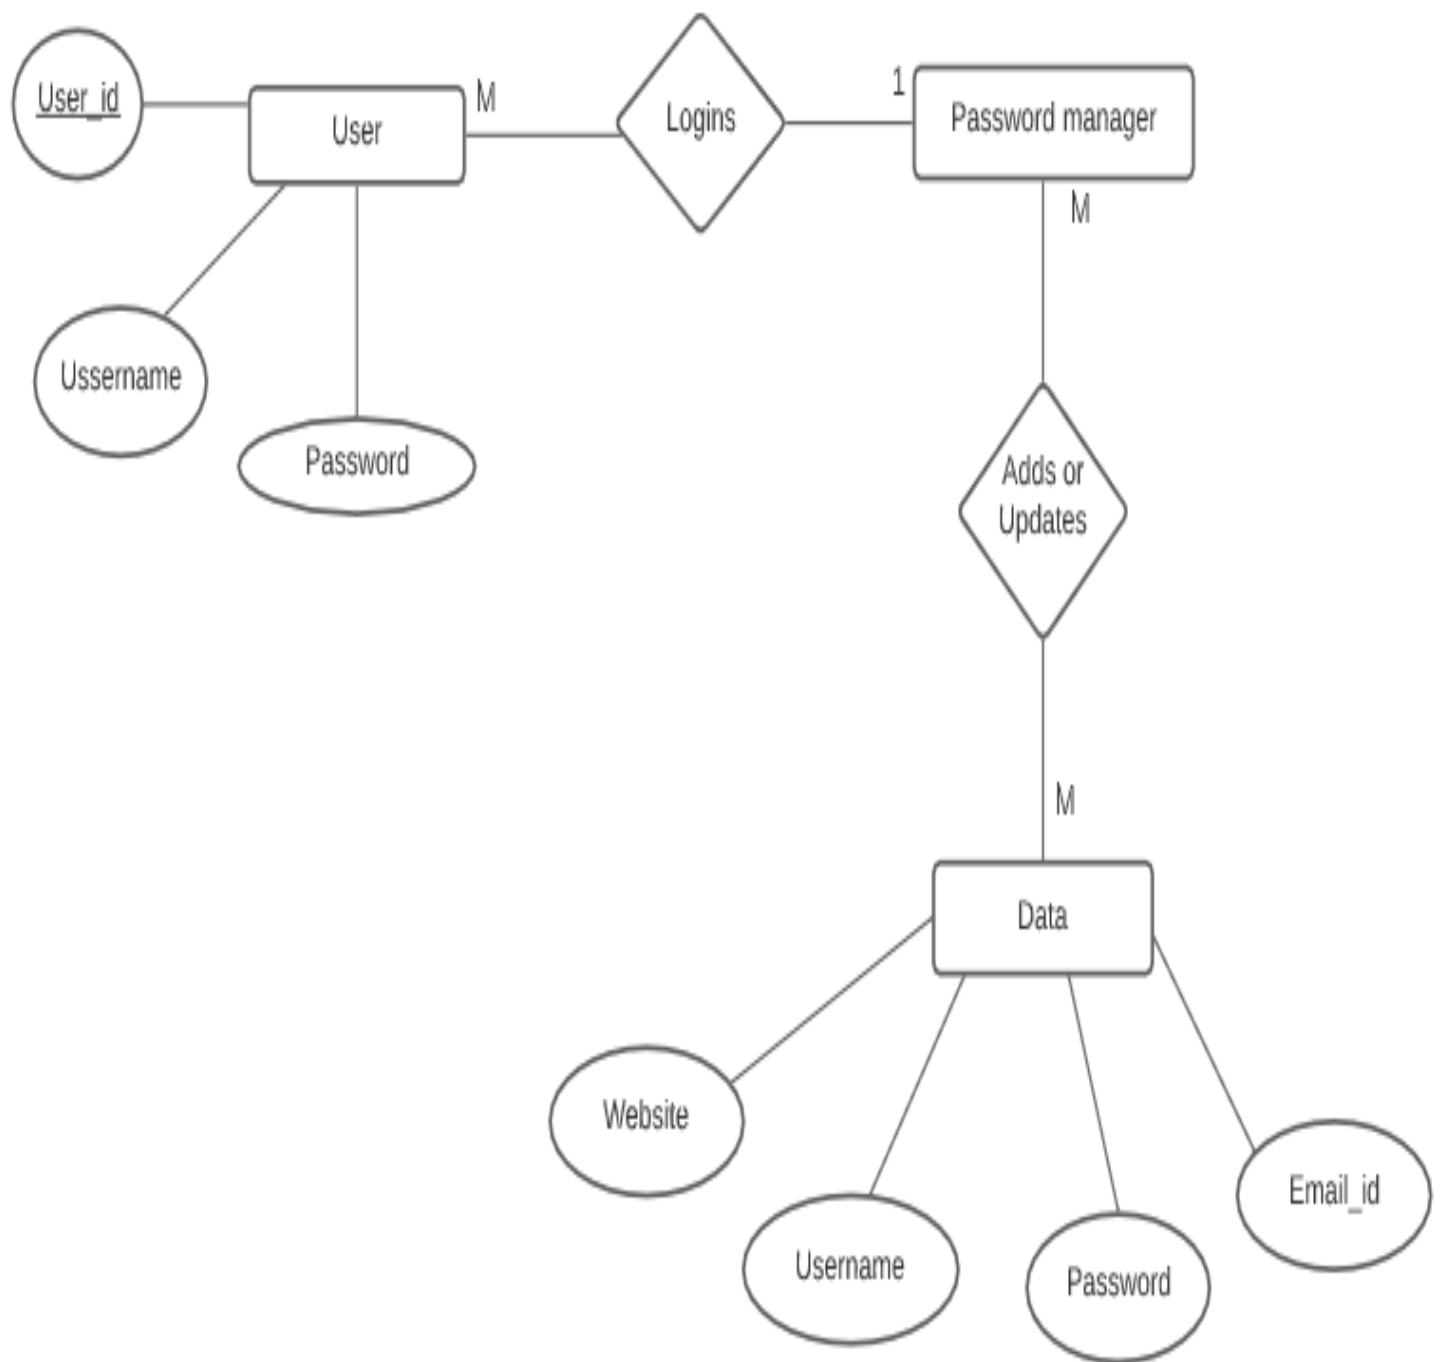 User_id
User
M
Logins
1
Password manager
M
Ussername
Password
Adds or
Updates
M
Data
Website
Username
Password
Email_id